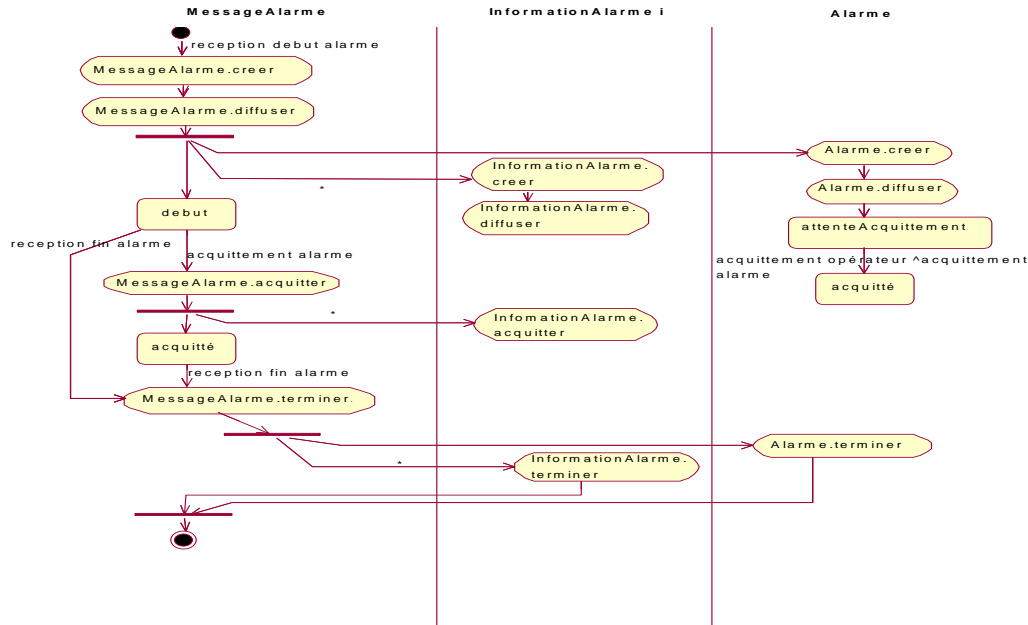 MessageAlarme
InformationAlarme i
Alarme
reception debut alarme
MessageAlarme.creer
MessageAlarme.diffuser
Alarme.creer
InformationAlarme.
creer
Alarme.diffuser
debut
InformationAlarme.
diffuser
attenteAcquittement
reception fin alarme
acquittement alarme
acquittement opérateur ^acquittement
alarme
MessageAlarme.acquitter
acquitté
InfomationAlarme.
acquitter
acquitté
reception fin alarme
MessageAlarme.terminer.
Alarme.terminer
InformationAlarme.
terminer
*
*
*